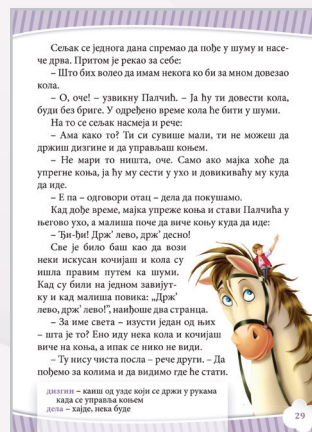 Сељак се једнога дана спремао да пође у шуму и насе-
че дрва. Притом је рекао за себе:
– Што бих волео да имам некога ко би за мном довезао
кола.
– О, оче! – узвикну Палчић. – Ја ћу ти довести кола,
буди без бриге. У одређено време кола ће бити у шуми.
На то се сељак насмеја и рече:
– Ама како то? Ти си сувише мали, ти не можеш да
држиш дизгине и да управљаш коњем.
– Не мари то ништа, оче. Само ако мајка хоће да
упрегне коња, ја ћу му сести у ухо и довикиваћу му куда
да иде.
– Е па – одговори отац – дела да покушамо.
Кад дође време, мајка упреже коња и стави Палчића у
његово ухо, а малиша поче да виче коњу куда да иде:
– Ђи-ђи! Држ’ лево, држ’ десно!
Све је било баш као да вози
неки искусан кочијаш и кола су
ишла правим путем ка шуми.
Кад су били на једном завијут-
ку и кад малиша повика: „Држ’
лево, држ’ лево!”, наиђоше два странца.
– За име света – изусти један од њих
– шта је то? Ено иду нека кола и кочијаш
виче на коња, а ипак се нико не види.
– Ту нису чиста посла – рече други. – Да
пођемо за колима и да видимо где ће стати.
дизгин – каиш од узде који се држи у рукама
када се управља коњем
дела – хајде, нека буде
29